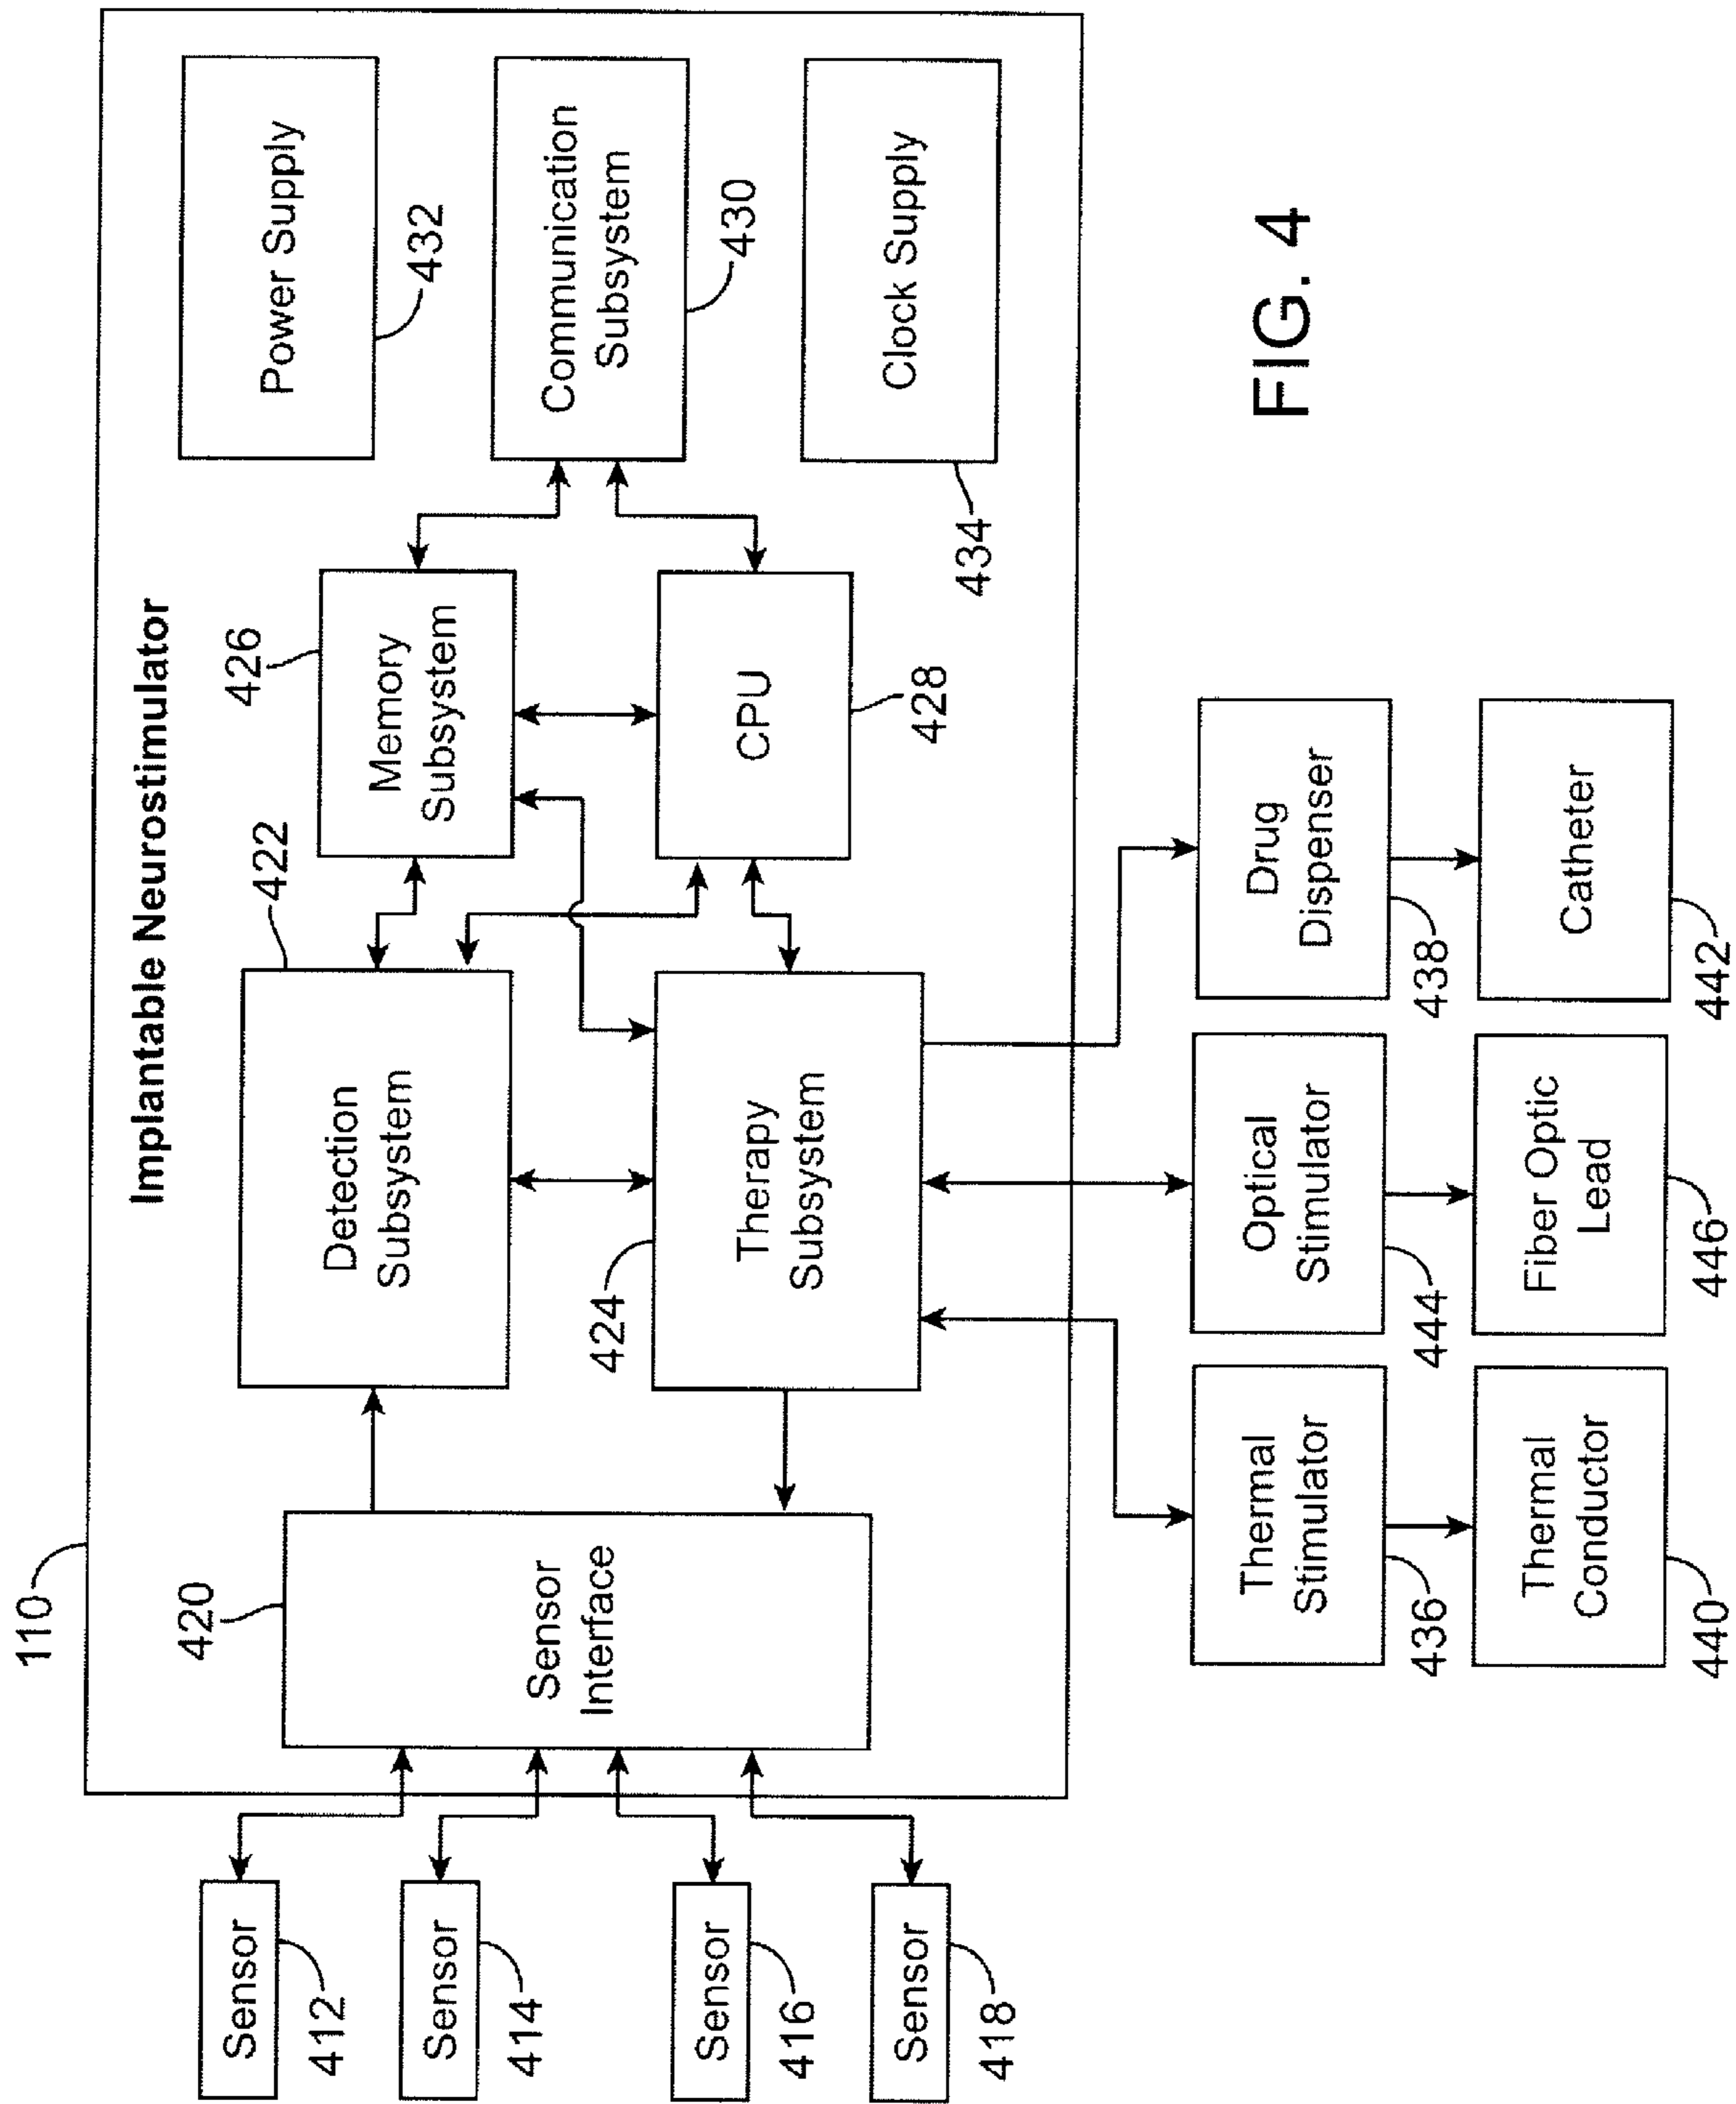 110
Implantable Neurostimulator
Sensor
412
Sensor
414
Sensor
416
Sensor
418
420
Sensor
Interface
422
Detection
Subsystem
424
Therapy
Subsystem
426
Memory
Subsystem
CPU
428
Power Supply
432
Communication
Subsystem
430
Clock Supply
434
Thermal
Stimulator
436
Thermal
Conductor
440
Optical
Stimulator
444
Fiber Optic
Lead
446
Drug
Dispenser
438
Catheter
442
FIG. 4